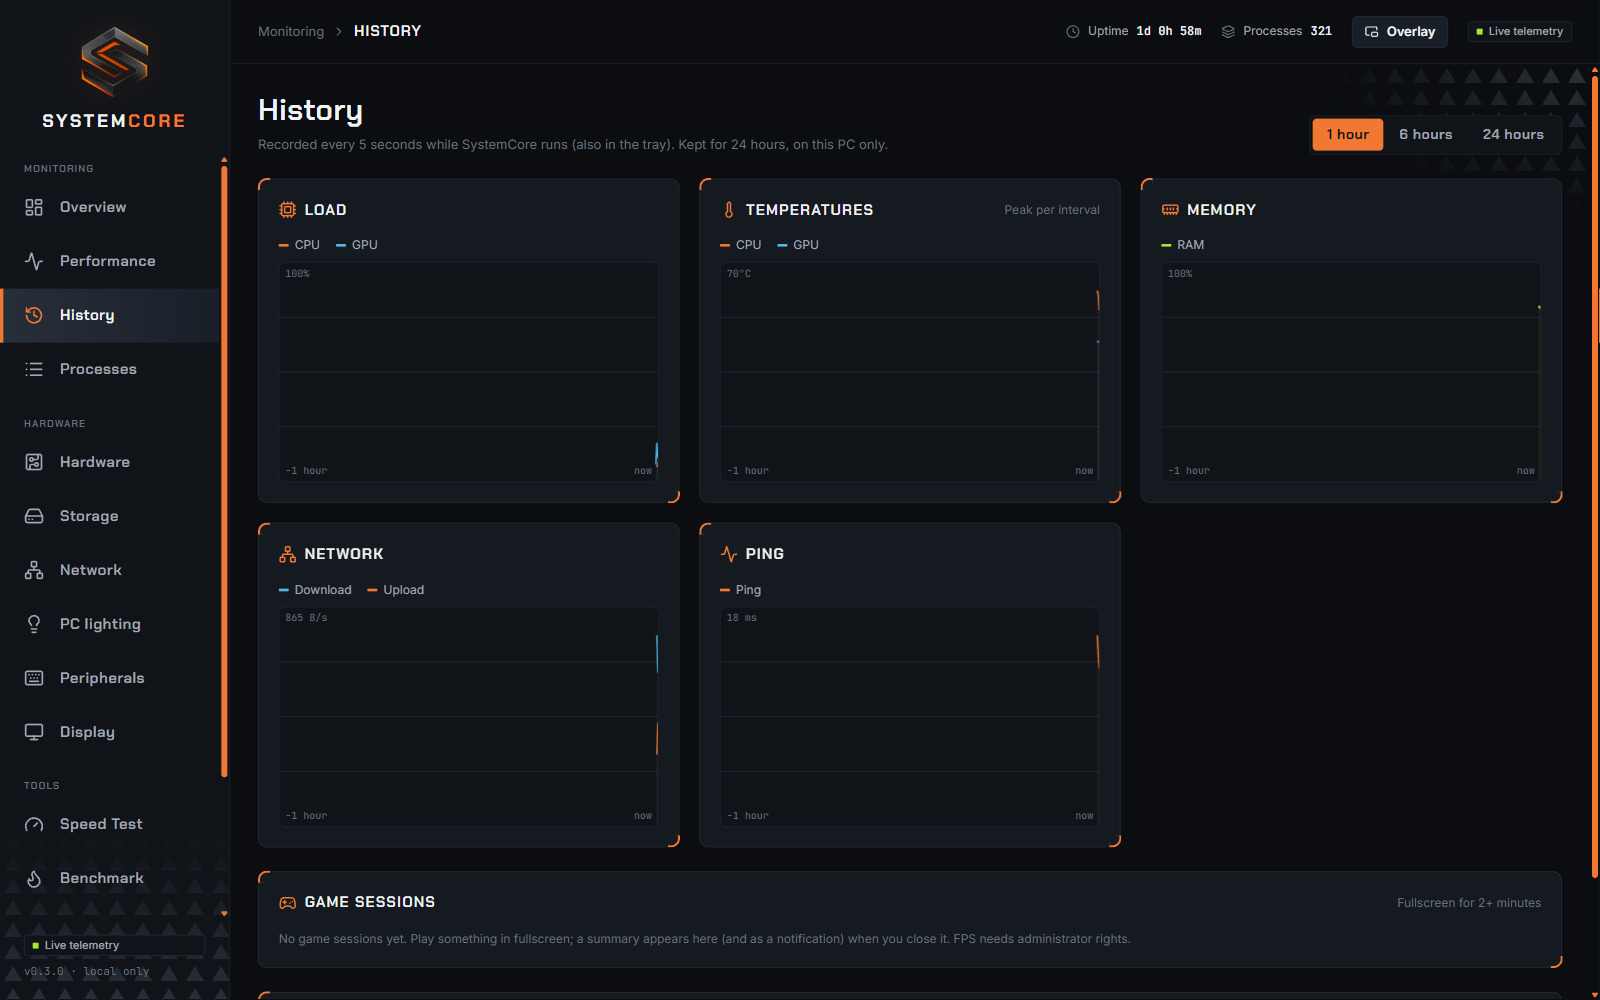 SYSTEMCORE
MONITORING
Overview
Performance
History
Processes
HARDWARE
Hardware
Storage
Network
PC lighting
Peripherals
Display
TOOLS
Speed Test
Benchmark
Live telemetry
v0.3.0 · local only
Monitoring > HISTORY
Uptime 1d 0h 58m
Processes 321
Overlay
Live telemetry
History
Recorded every 5 seconds while SystemCore runs (also in the tray). Kept for 24 hours, on this PC only.
1 hour 6 hours 24 hours
LOAD
CPU GPU
100%
-1 hour now
TEMPERATURES Peak per interval
CPU GPU
70°C
-1 hour now
MEMORY
RAM
100%
-1 hour now
NETWORK
Download Upload
865 B/s
-1 hour now
PING
Ping
18 ms
-1 hour now
GAME SESSIONS Fullscreen for 2+ minutes
No game sessions yet. Play something in fullscreen; a summary appears here (and as a notification) when you close it. FPS needs administrator rights.